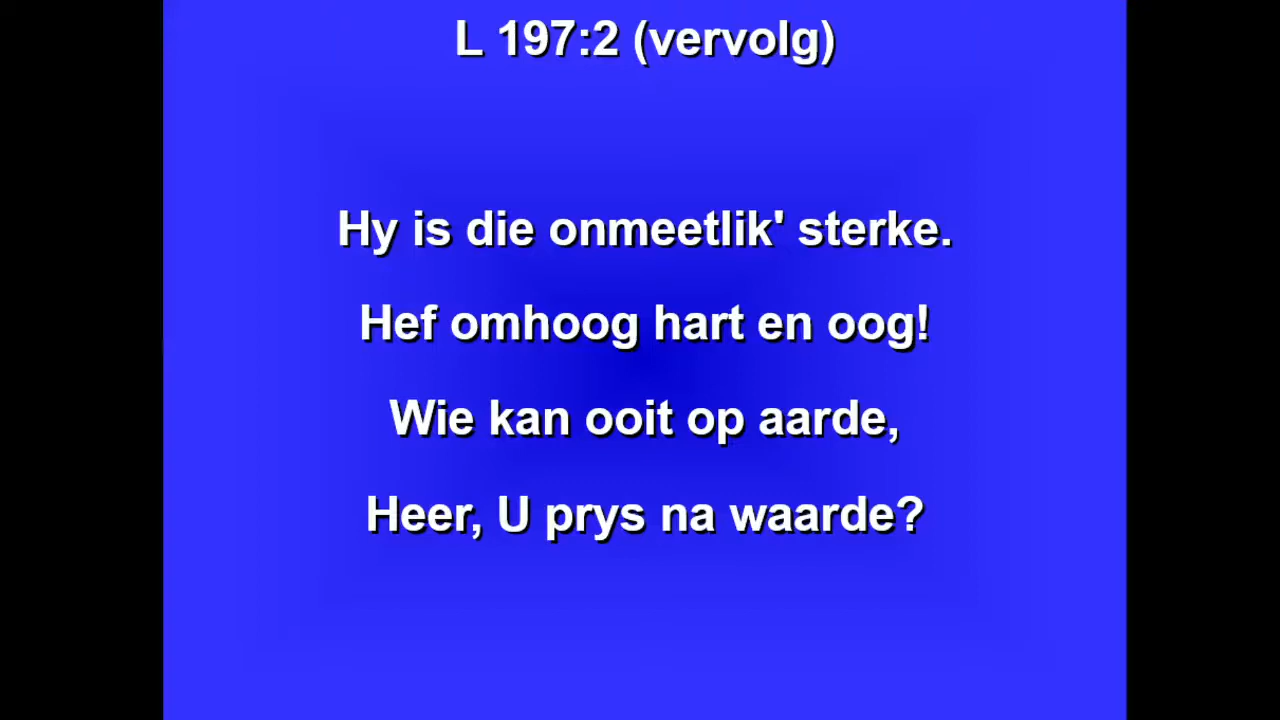 L 197:2 (vervolg)
Hy is die onmeetlik' sterke.
Hef omhoog hart en oog!
Wie kan ooit op aarde,
Heer, U prys na waarde?